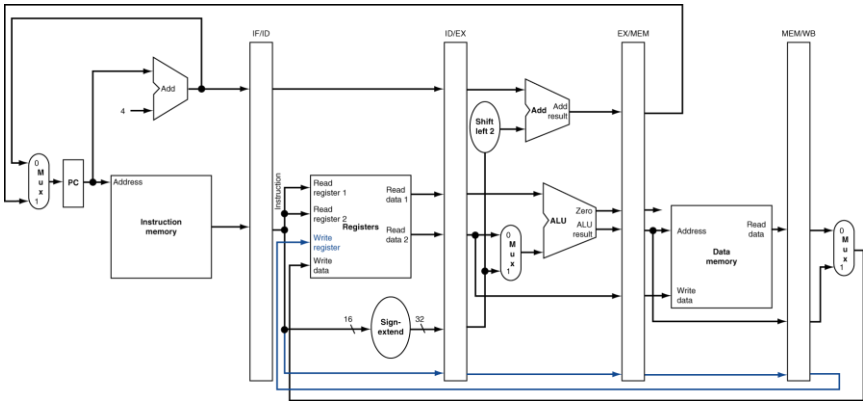 IF/ID
ID/EX
EX/MEM
MEM/WB
Add
4
Shift
left 2
Add
Add
result
0
M
u
x
1
PC
Address
Instruction
memory
Instruction
Read
register 1
Read
register 2
Write
register
Write
data
Registers
Read
data 1
Read
data 2
0
M
u
x
1
Zero
ALU
ALU
result
Address
Write
data
Data
memory
Read
data
0
M
u
x
1
16
Sign-
extend
32